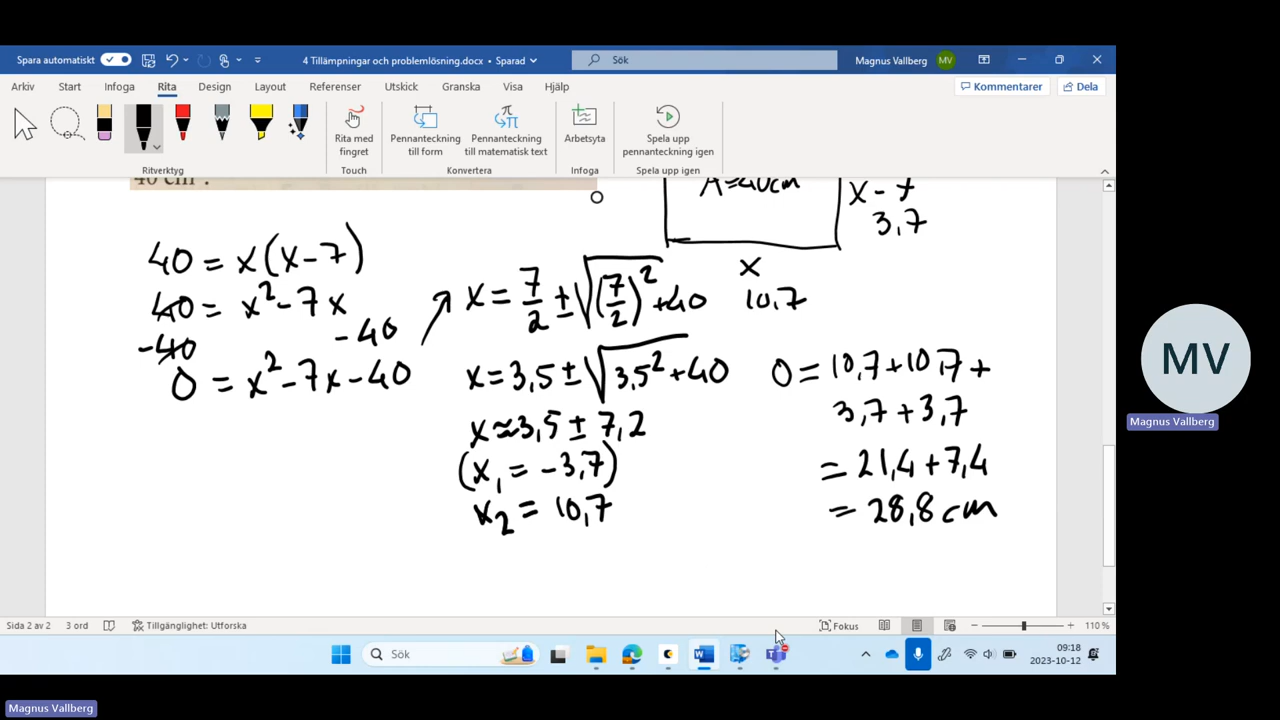 Spara automatiskt
4 Tillämpningar och problemlösning.docx • Sparad
Sök
Magnus Vallberg
MV
Arkiv Start Infoga Rita Design Layout Referenser Utskick Granska Visa Hjälp
Kommentarer
Dela
Rita med fingret
Pennanteckning till form
Pennanteckning till matematisk text
Arbetsyta
Spela upp pennanteckning igen
Ritverktyg
Touch
Konvertera
Infoga
Spela upp igen
40 cm².
A=40cm
x - 7
3,7
x
10,7
40 = x(x-7)
40 = x²-7x
-40 -40
0 = x²-7x-40
x = 7/2 ± √(7/2)² +40
x = 3,5 ± √3,5² +40
x ≈ 3,5 ± 7,2
(x₁ = -3,7)
x₂ = 10,7
O = 10,7 + 10,7 +
3,7 + 3,7
= 21,4 + 7,4
= 28,8 cm
MV
Magnus Vallberg
Sida 2 av 2
3 ord
Tillgänglighet: Utforska
Fokus
110 %
Sök
09:18
2023-10-12
Magnus Vallberg